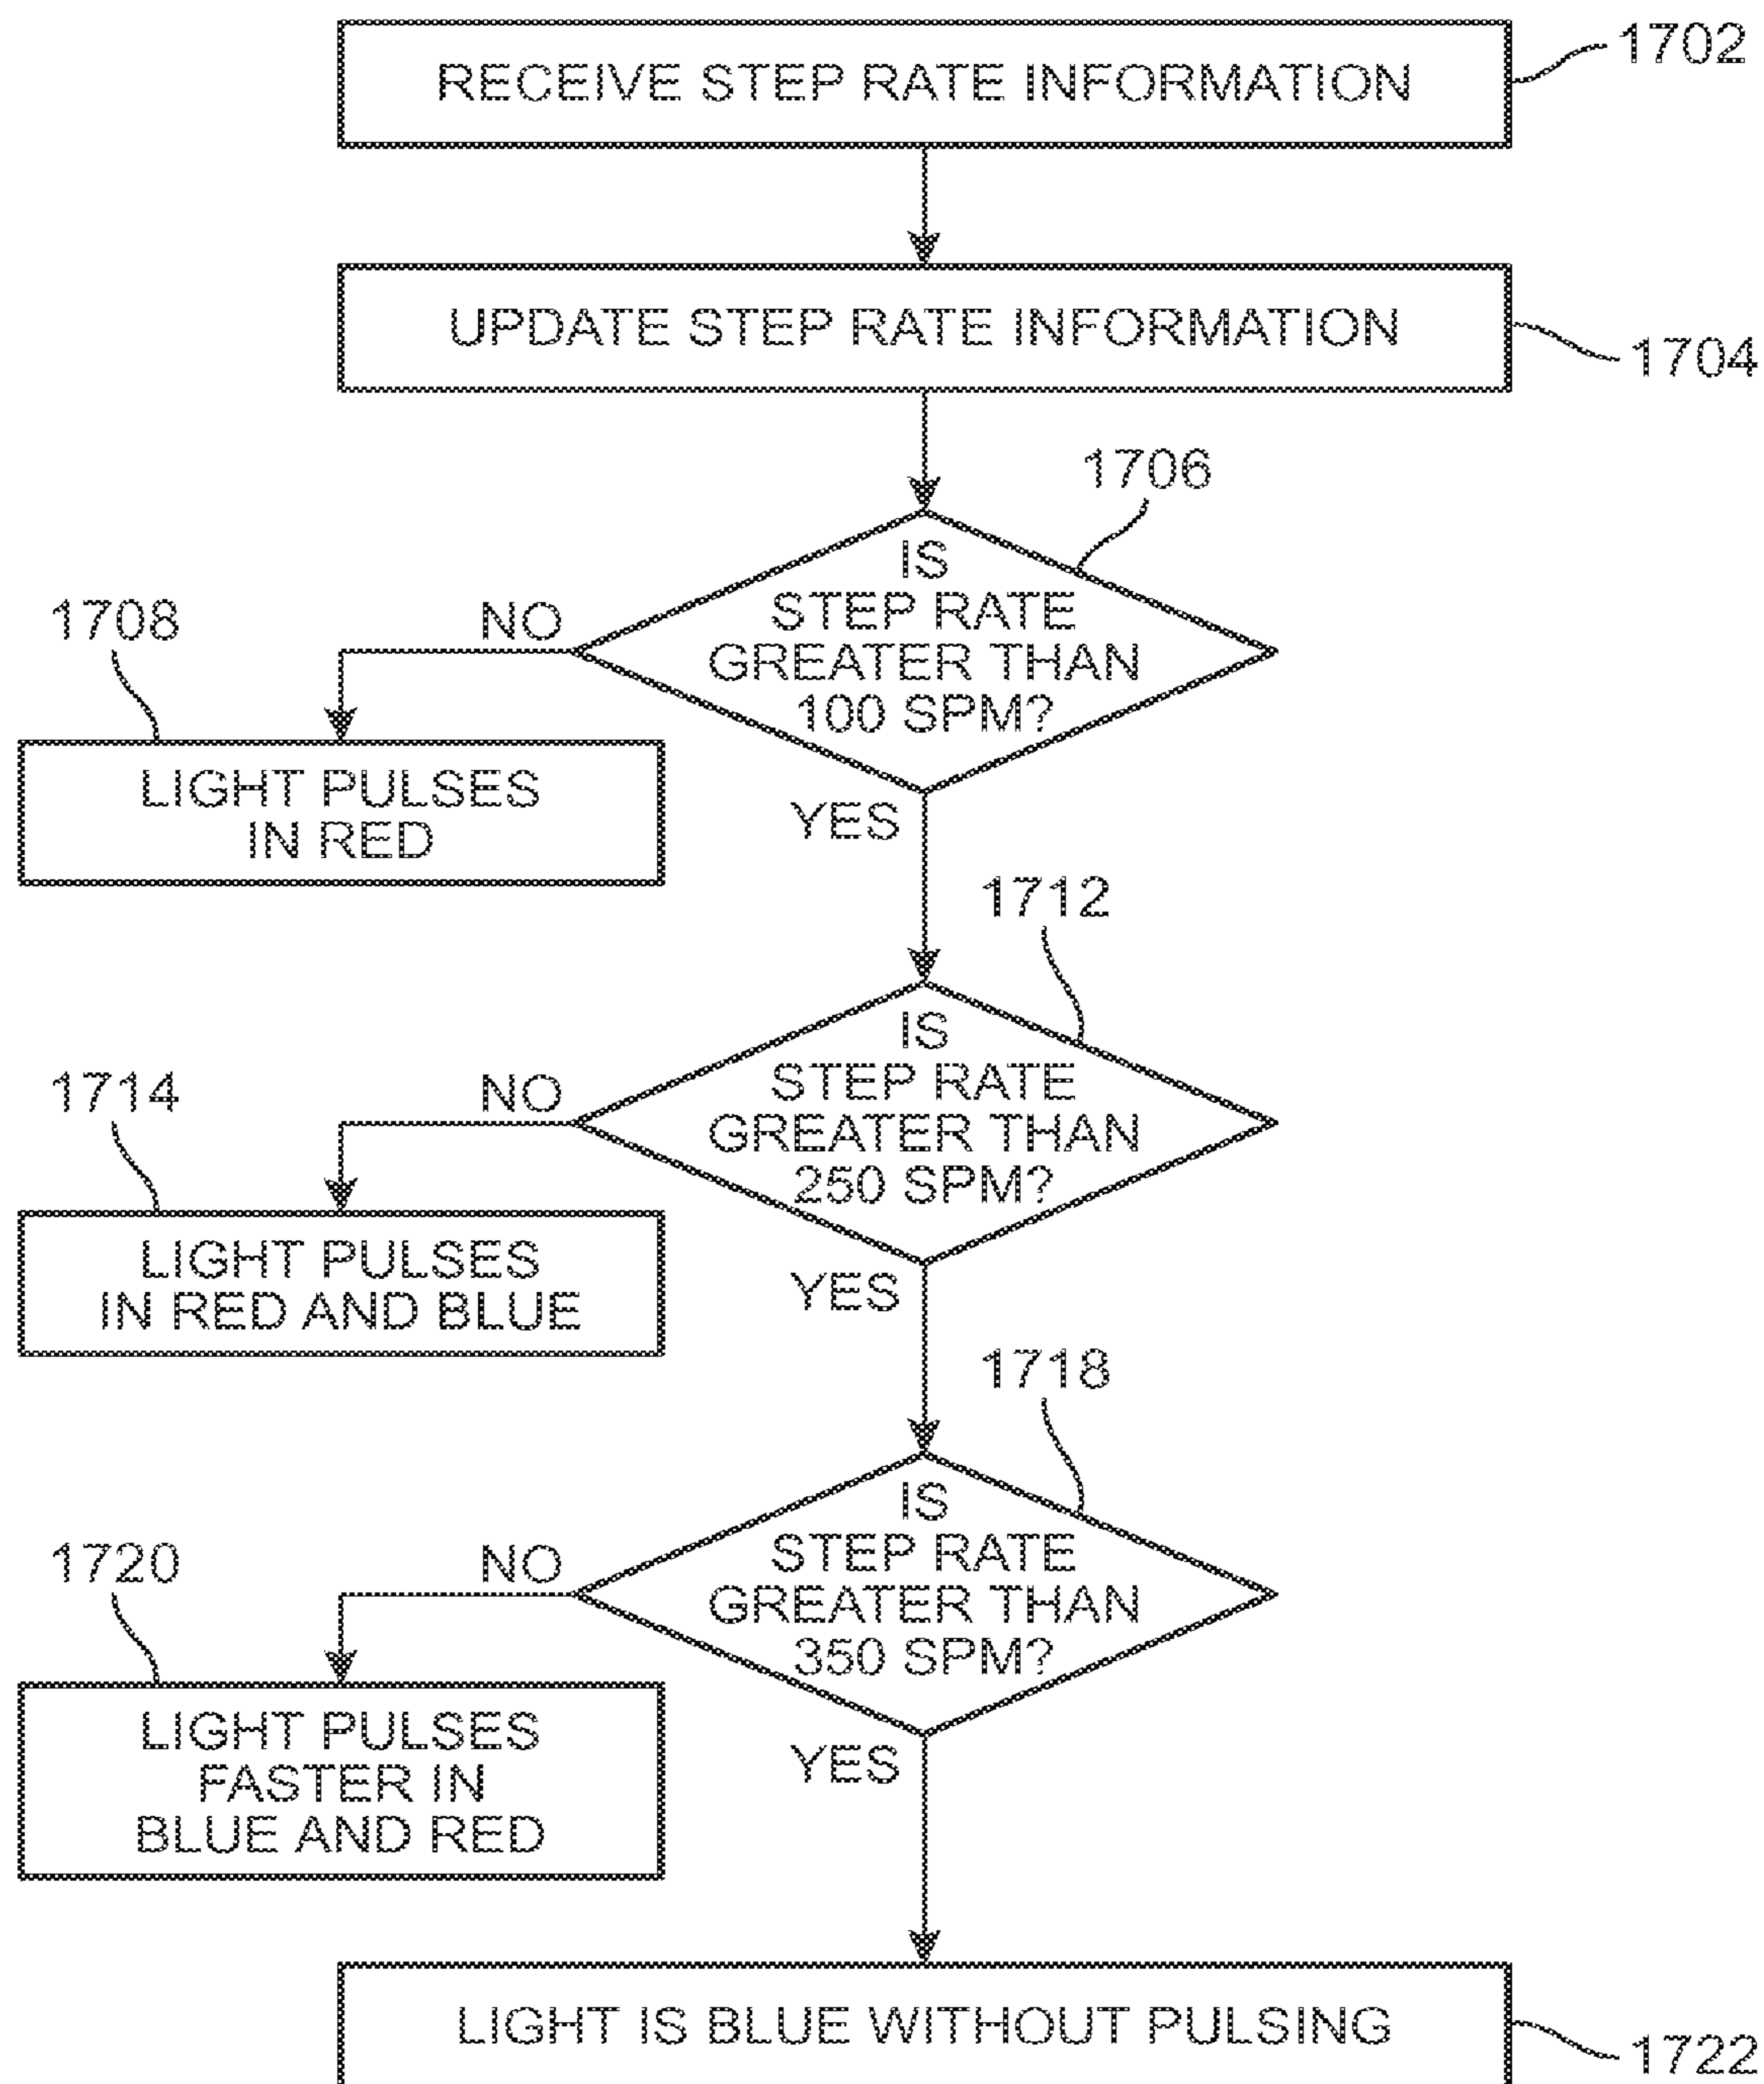 RECEIVE STEP RATE INFORMATION
1702
UPDATE STEP RATE INFORMATION
1704
1706
IS
STEP RATE
GREATER THAN
100 SPM?
NO
1708
LIGHT PULSES
IN RED
YES
1712
IS
STEP RATE
GREATER THAN
250 SPM?
NO
1714
LIGHT PULSES
IN RED AND BLUE
YES
1718
IS
STEP RATE
GREATER THAN
350 SPM?
NO
1720
LIGHT PULSES
FASTER IN
BLUE AND RED
YES
LIGHT IS BLUE WITHOUT PULSING
1722